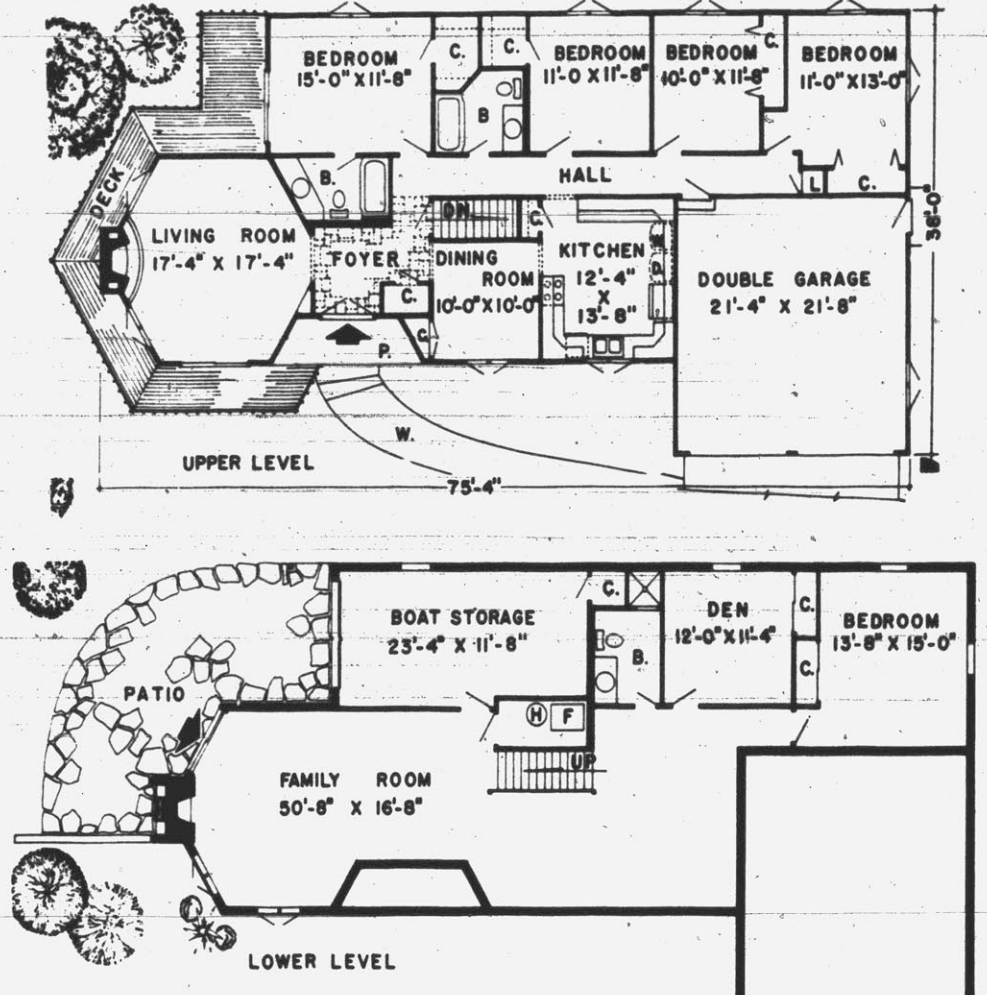 BEDROOM
15'-0" X 11'-8"
C.
C.
BEDROOM
11'-0 X 11'-8"
BEDROOM
10'-0" X 11'-8"
C.
BEDROOM
11'-0" X 13'-0"
B
B.
HALL
L
C.
DECK
LIVING ROOM
17'-4" X 17'-4"
FOYER
C.
DN
C.
DINING
ROOM
10'-0" X 10'-0"
C.
KITCHEN
12'-4"
X
13'-8"
W.
D.
DOUBLE GARAGE
21'-4" X 21'-8"
36'-0"
P.
W.
UPPER LEVEL
75'-4"
BOAT STORAGE
23'-4" X 11'-8"
C.
B.
DEN
12'-0" X 11'-4"
C.
C.
BEDROOM
13'-8" X 15'-0"
PATIO
H
F
UP
FAMILY ROOM
50'-8" X 16'-8"
LOWER LEVEL